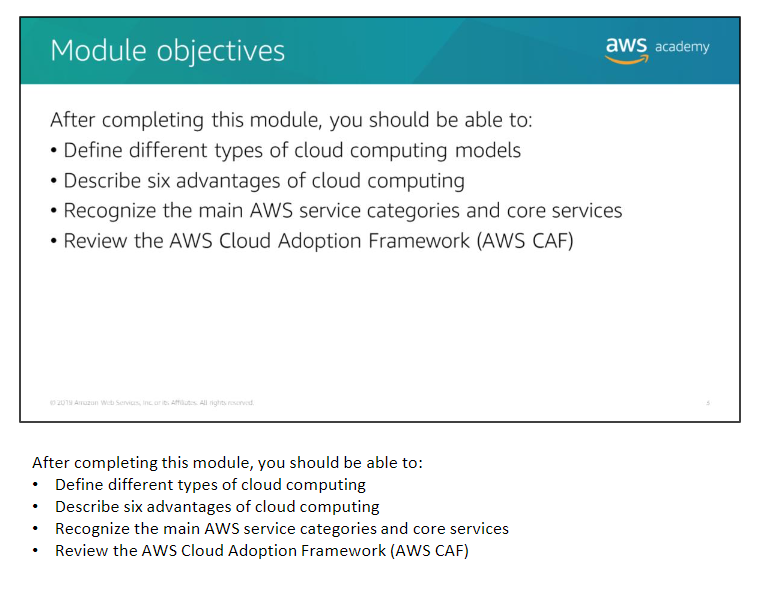 Module objectives
aws academy
After completing this module, you should be able to:
• Define different types of cloud computing models
• Describe six advantages of cloud computing
• Recognize the main AWS service categories and core services
• Review the AWS Cloud Adoption Framework (AWS CAF)
Amazon Web Services, Inc. or its Affiliates. All rights reserved.
After completing this module, you should be able to:
• Define different types of cloud computing
• Describe six advantages of cloud computing
• Recognize the main AWS service categories and core services
• Review the AWS Cloud Adoption Framework (AWS CAF)